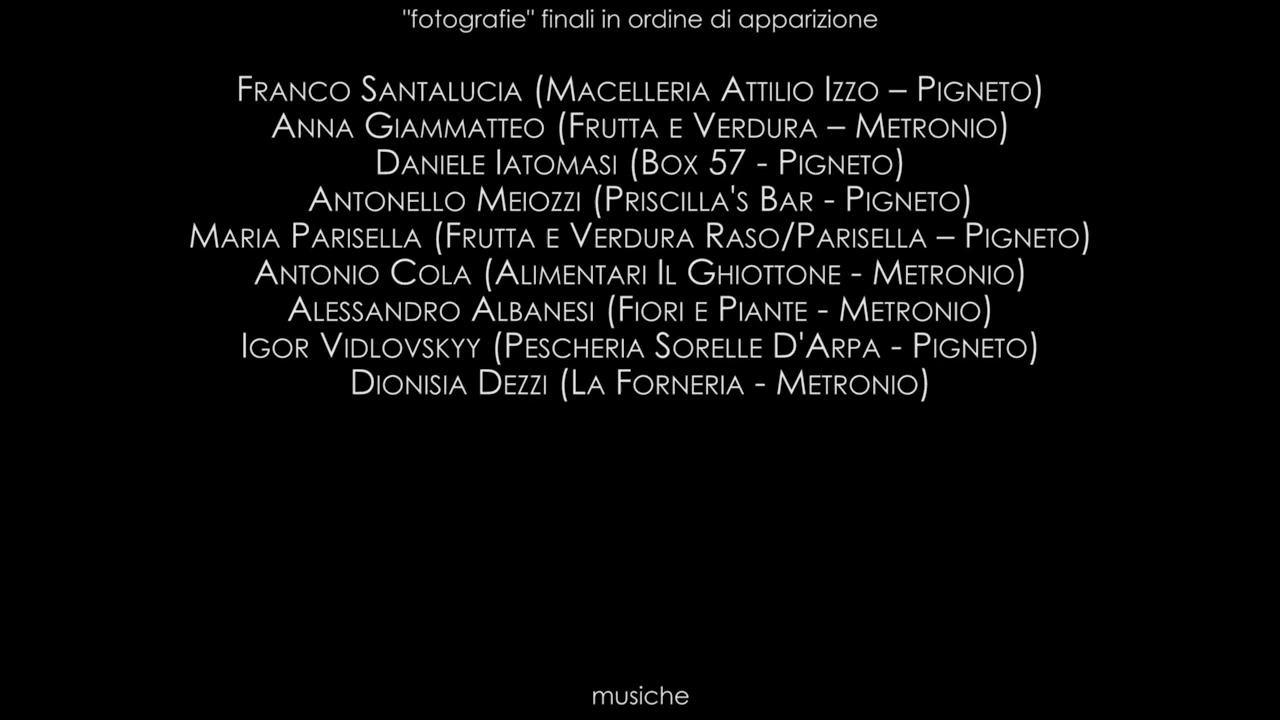 "fotografie" finali in ordine di apparizione
Franco Santalucia (Macelleria Attilio Izzo – Pigneto)
Anna Giammatteo (Frutta e Verdura – Metronio)
Daniele Iatomasi (Box 57 - Pigneto)
Antonello Meiozzi (Priscilla's Bar - Pigneto)
Maria Parisella (Frutta e Verdura Raso/Parisella – Pigneto)
Antonio Cola (Alimentari Il Ghiottone - Metronio)
Alessandro Albanesi (Fiori e Piante - Metronio)
Igor Vidlovskyy (Pescheria Sorelle D'Arpa - Pigneto)
Dionisia Dezzi (La Forneria - Metronio)
musiche